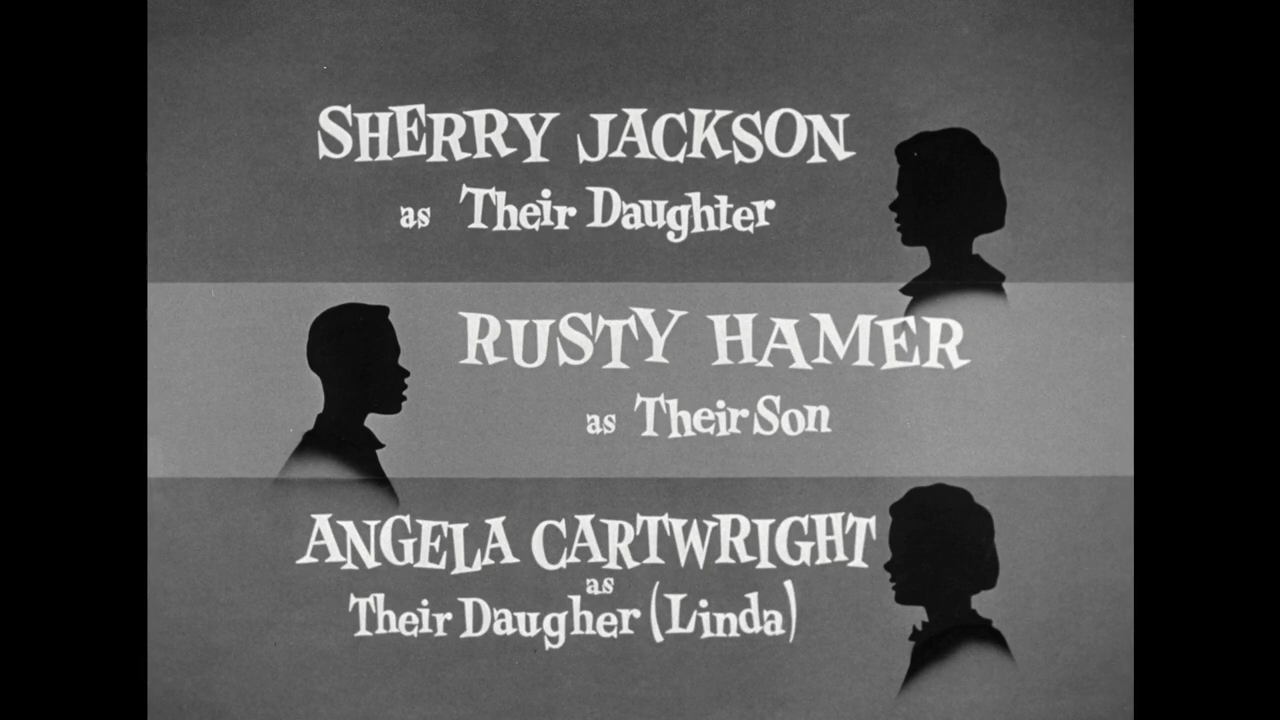 SHERRY JACKSON
as Their Daughter
RUSTY HAMER
as Their Son
ANGELA CARTWRIGHT
as
Their Daugher (Linda)